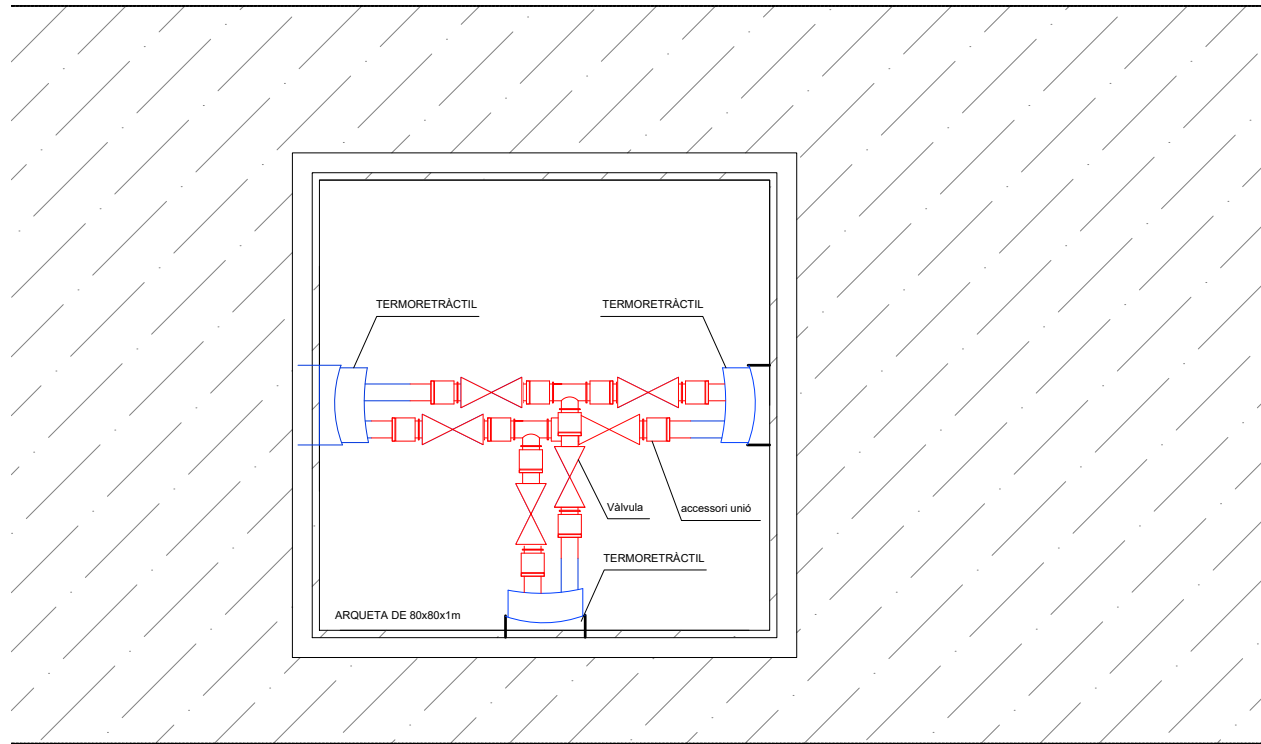 TERMORETRÀCTIL
TERMORETRÀCTIL
Vàlvula
accessori unió
TERMORETRÀCTIL
ARQUETA DE 80x80x1m